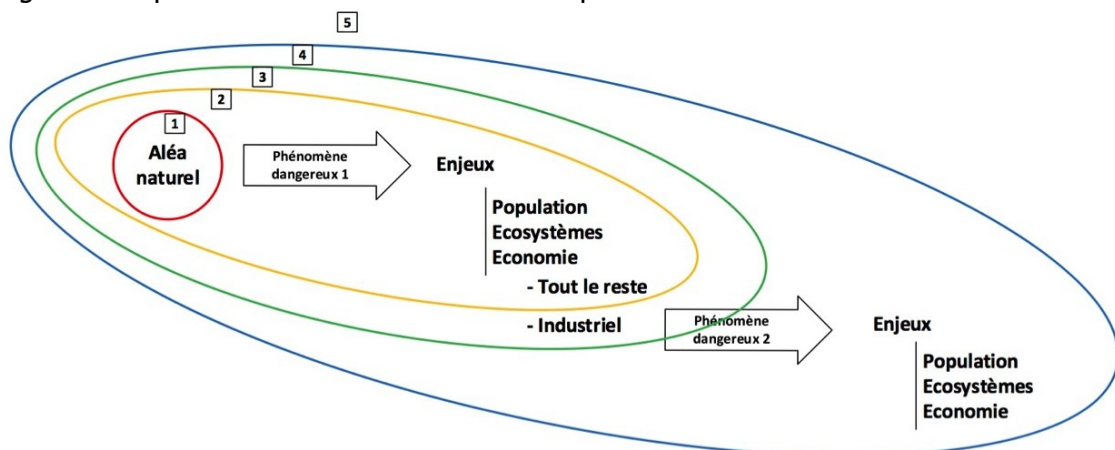 5
4
3
2
1
Aléa
naturel
Phénomène
dangereux 1
Enjeux
Population
Ecosystèmes
Economie
- Tout le reste
- Industriel
Phénomène
dangereux 2
Enjeux
Population
Ecosystèmes
Economie